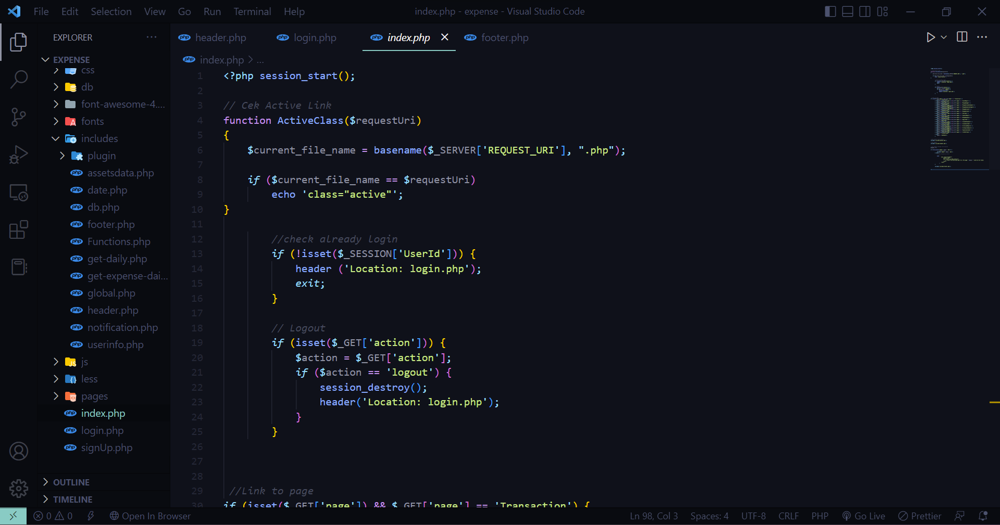 File Edit Selection View Go Run Terminal Help
index.php - expense - Visual Studio Code
EXPLORER
EXPENSE
css
db
font-awesome-4....
fonts
includes
plugin
assetsdata.php
date.php
db.php
footer.php
Functions.php
get-daily.php
get-expense-dai...
global.php
header.php
notification.php
userinfo.php
js
less
pages
index.php
login.php
signUp.php
OUTLINE
TIMELINE
header.php login.php index.php footer.php
index.php > ...
1 <?php session_start();
2
3 // Cek Active Link
4 function ActiveClass($requestUri)
5 {
6 $current_file_name = basename($_SERVER['REQUEST_URI'], ".php");
7
8 if ($current_file_name == $requestUri)
9 echo 'class="active"';
10 }
11
12 //check already login
13 if (!isset($_SESSION['UserId'])) {
14 header ('Location: login.php');
15 exit;
16 }
17
18 // Logout
19 if (isset($_GET['action'])) {
20 $action = $_GET['action'];
21 if ($action == 'logout') {
22 session_destroy();
23 header('Location: login.php');
24 }
25 }
26
27
28
29 //Link to page
30 if (isset($_GET['page']) && $_GET['page'] == 'Transaction') {
0 0 Open In Browser Ln 98, Col 3 Spaces: 4 UTF-8 CRLF PHP Go Live Prettier